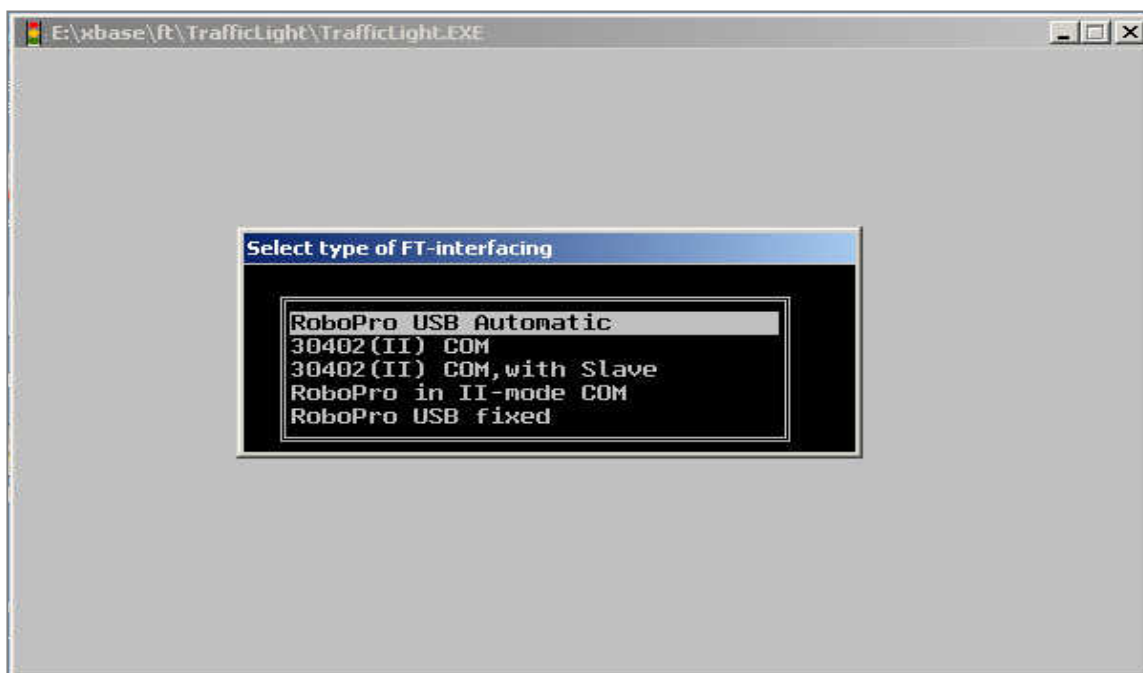 E:\xbase\ft\TrafficLight\TrafficLight.EXE
Select type of FT-interfacing
RoboPro USB Automatic
30402(II) COM
30402(II) COM,with Slave
RoboPro in II-mode COM
RoboPro USB fixed